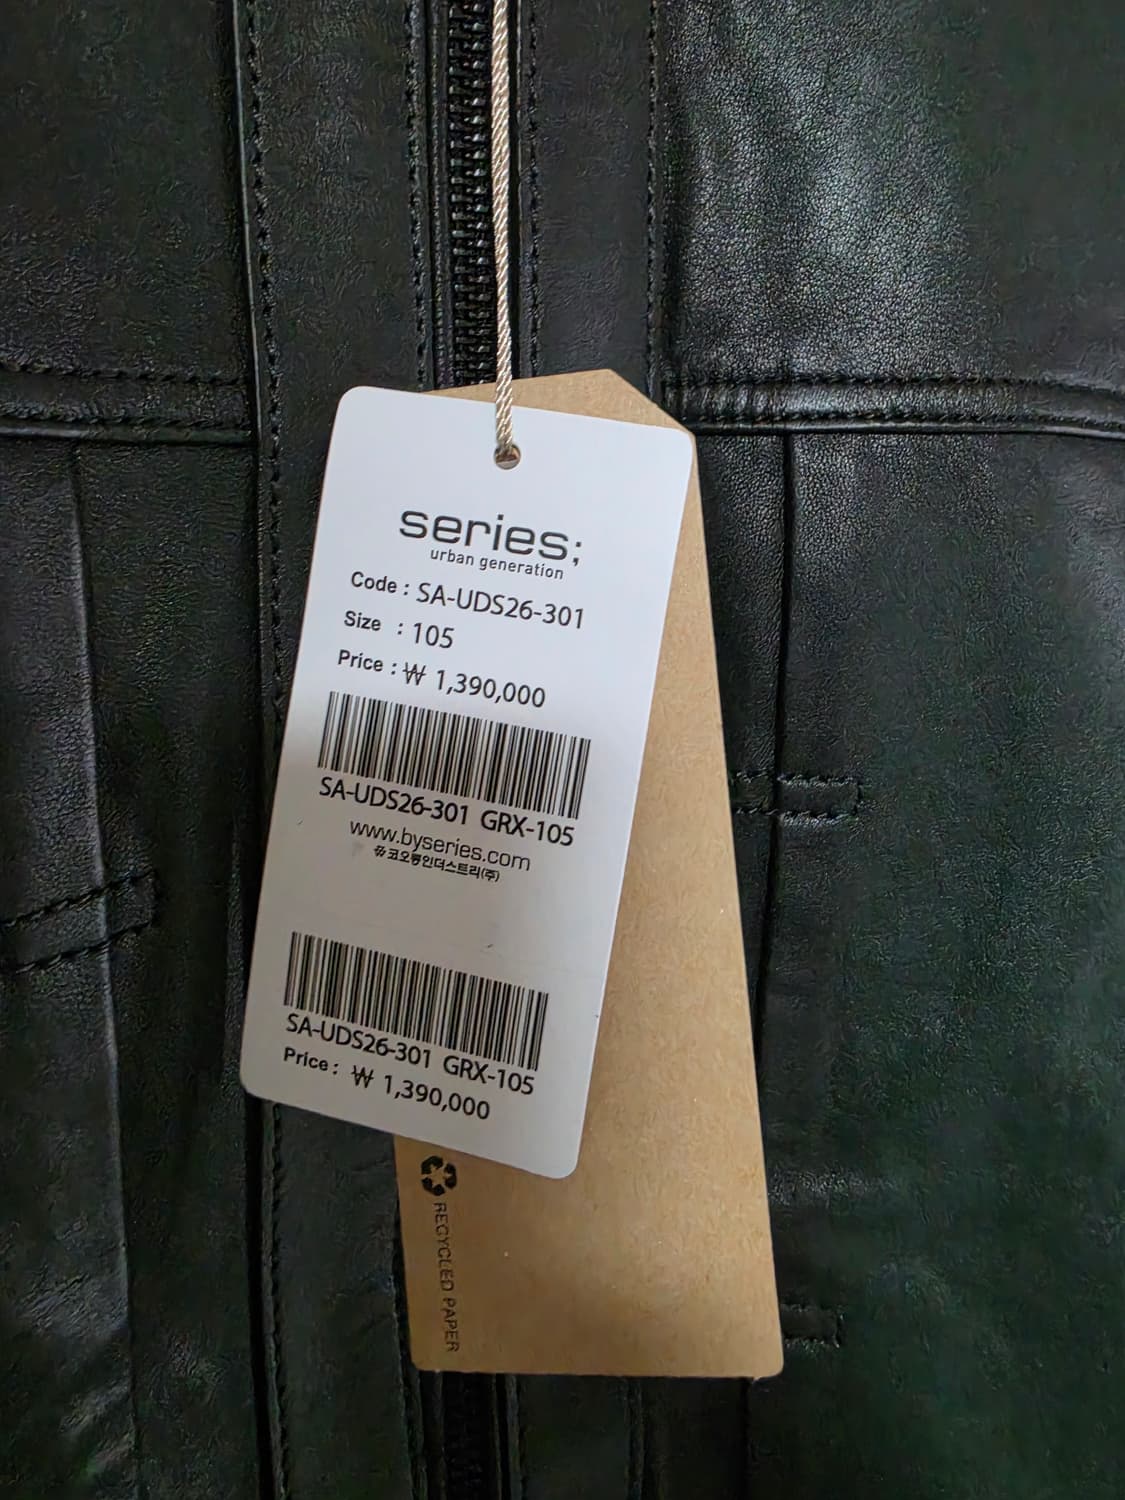 series;
urban generation
Code : SA-UDS26-301
Size : 105
Price : ₩ 1,390,000
SA-UDS26-301 GRX-105
www.byseries.com
코오롱인더스트리(주)
SA-UDS26-301 GRX-105
Price : ₩ 1,390,000
RECYCLED PAPER